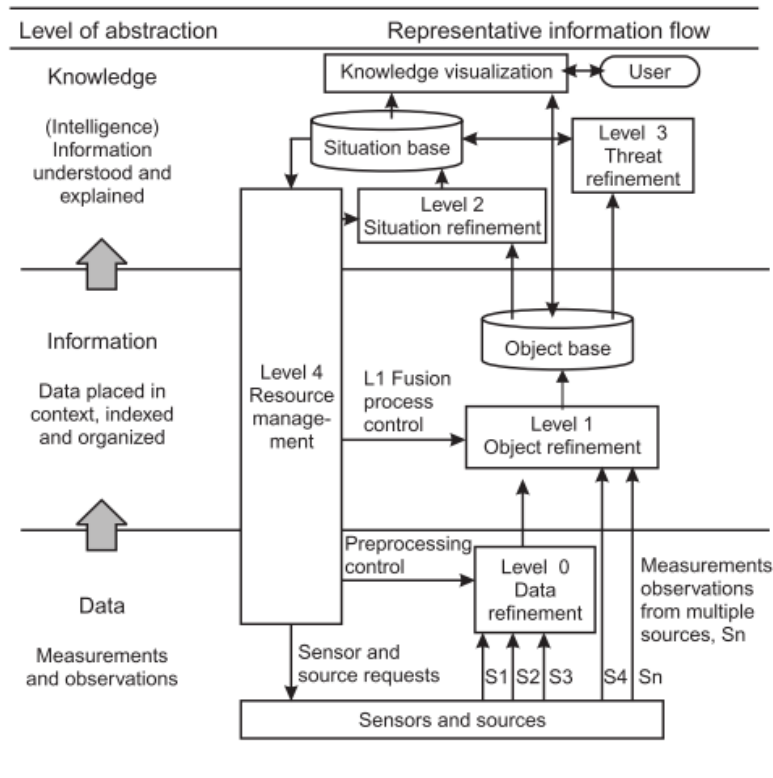 Level of abstraction
Representative information flow
Knowledge
(Intelligence)
Information
understood and
explained
Knowledge visualization
User
Situation base
Level 3
Threat
refinement
Level 2
Situation refinement
Information
Data placed in
context, indexed
and organized
Level 4
Resource
manage-
ment
L1 Fusion
process
control
Object base
Level 1
Object refinement
Data
Measurements
and observations
Preprocessing
control
Level 0
Data
refinement
Measurements
observations
from multiple
sources, Sn
Sensor and
source requests
S1
S2
S3
S4
Sn
Sensors and sources